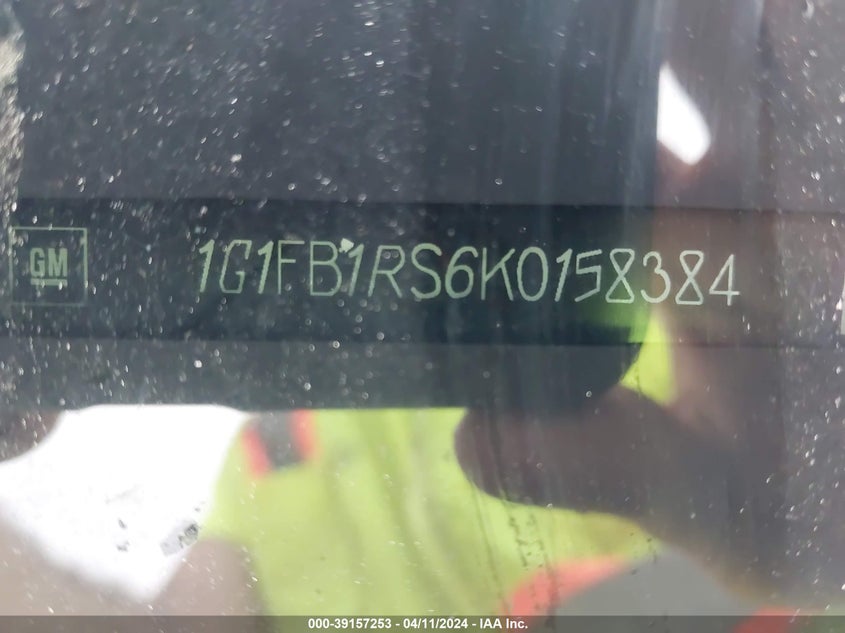 GM
1G1FB1RS6K0158384
000-39157253 - 04/11/2024 - IAA Inc.